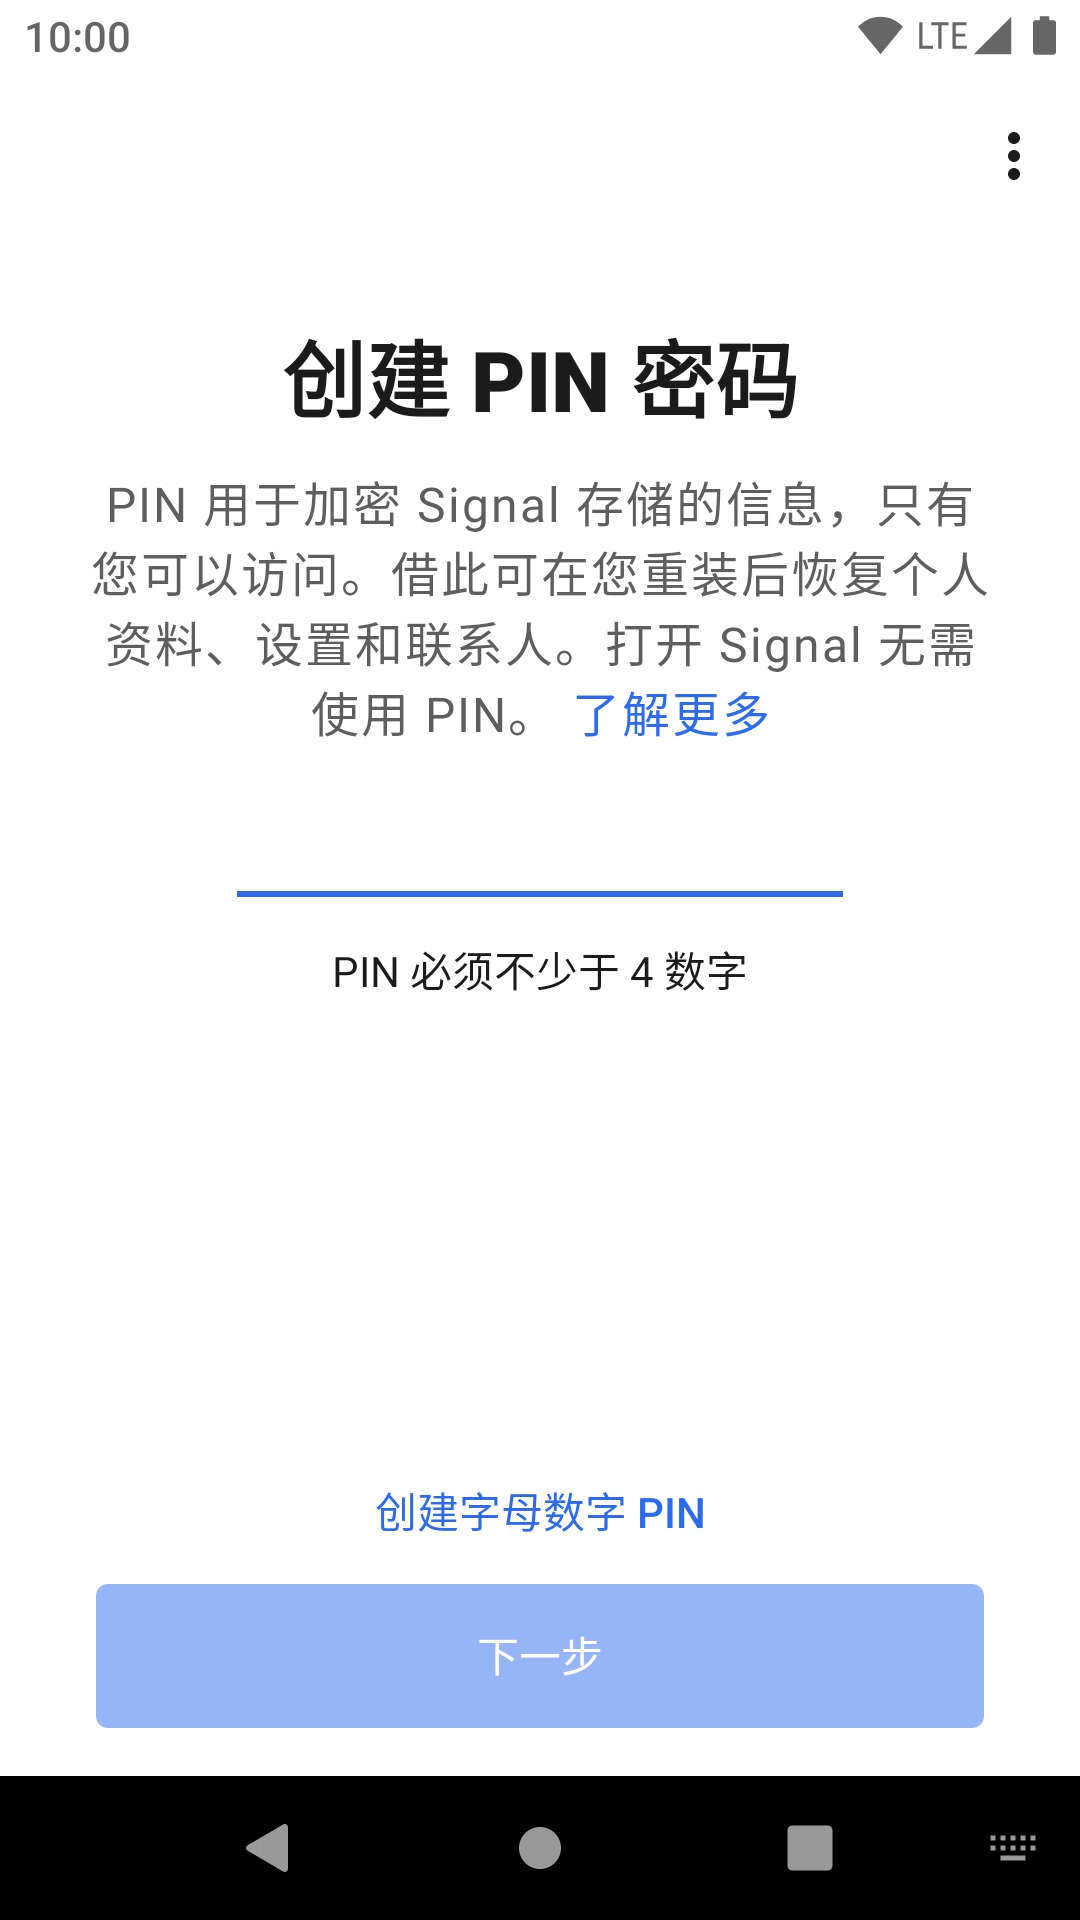 10:00
LTE
创建 PIN 密码
PIN 用于加密 Signal 存储的信息，只有
您可以访问。借此可在您重装后恢复个人
资料、设置和联系人。打开 Signal 无需
使用 PIN。 了解更多
PIN 必须不少于 4 数字
创建字母数字 PIN
下一步